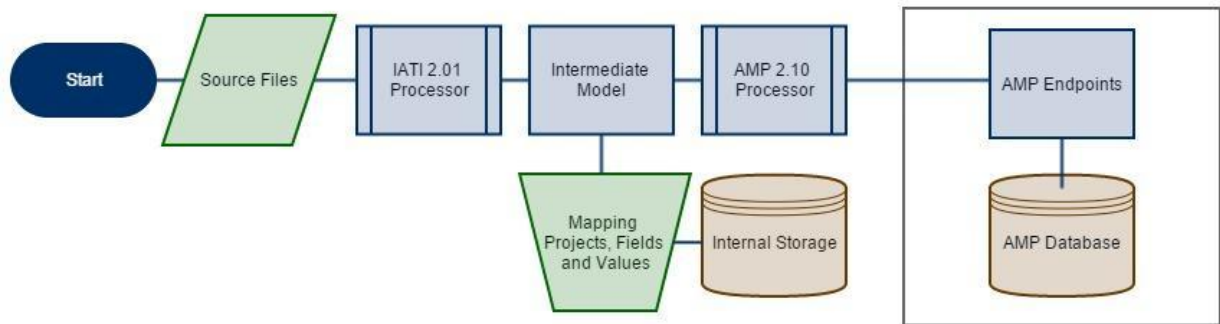 Start
Source Files
IATI 2.01
Processor
Intermediate
Model
AMP 2.10
Processor
AMP Endpoints
Mapping
Projects, Fields
and Values
Internal Storage
AMP Database